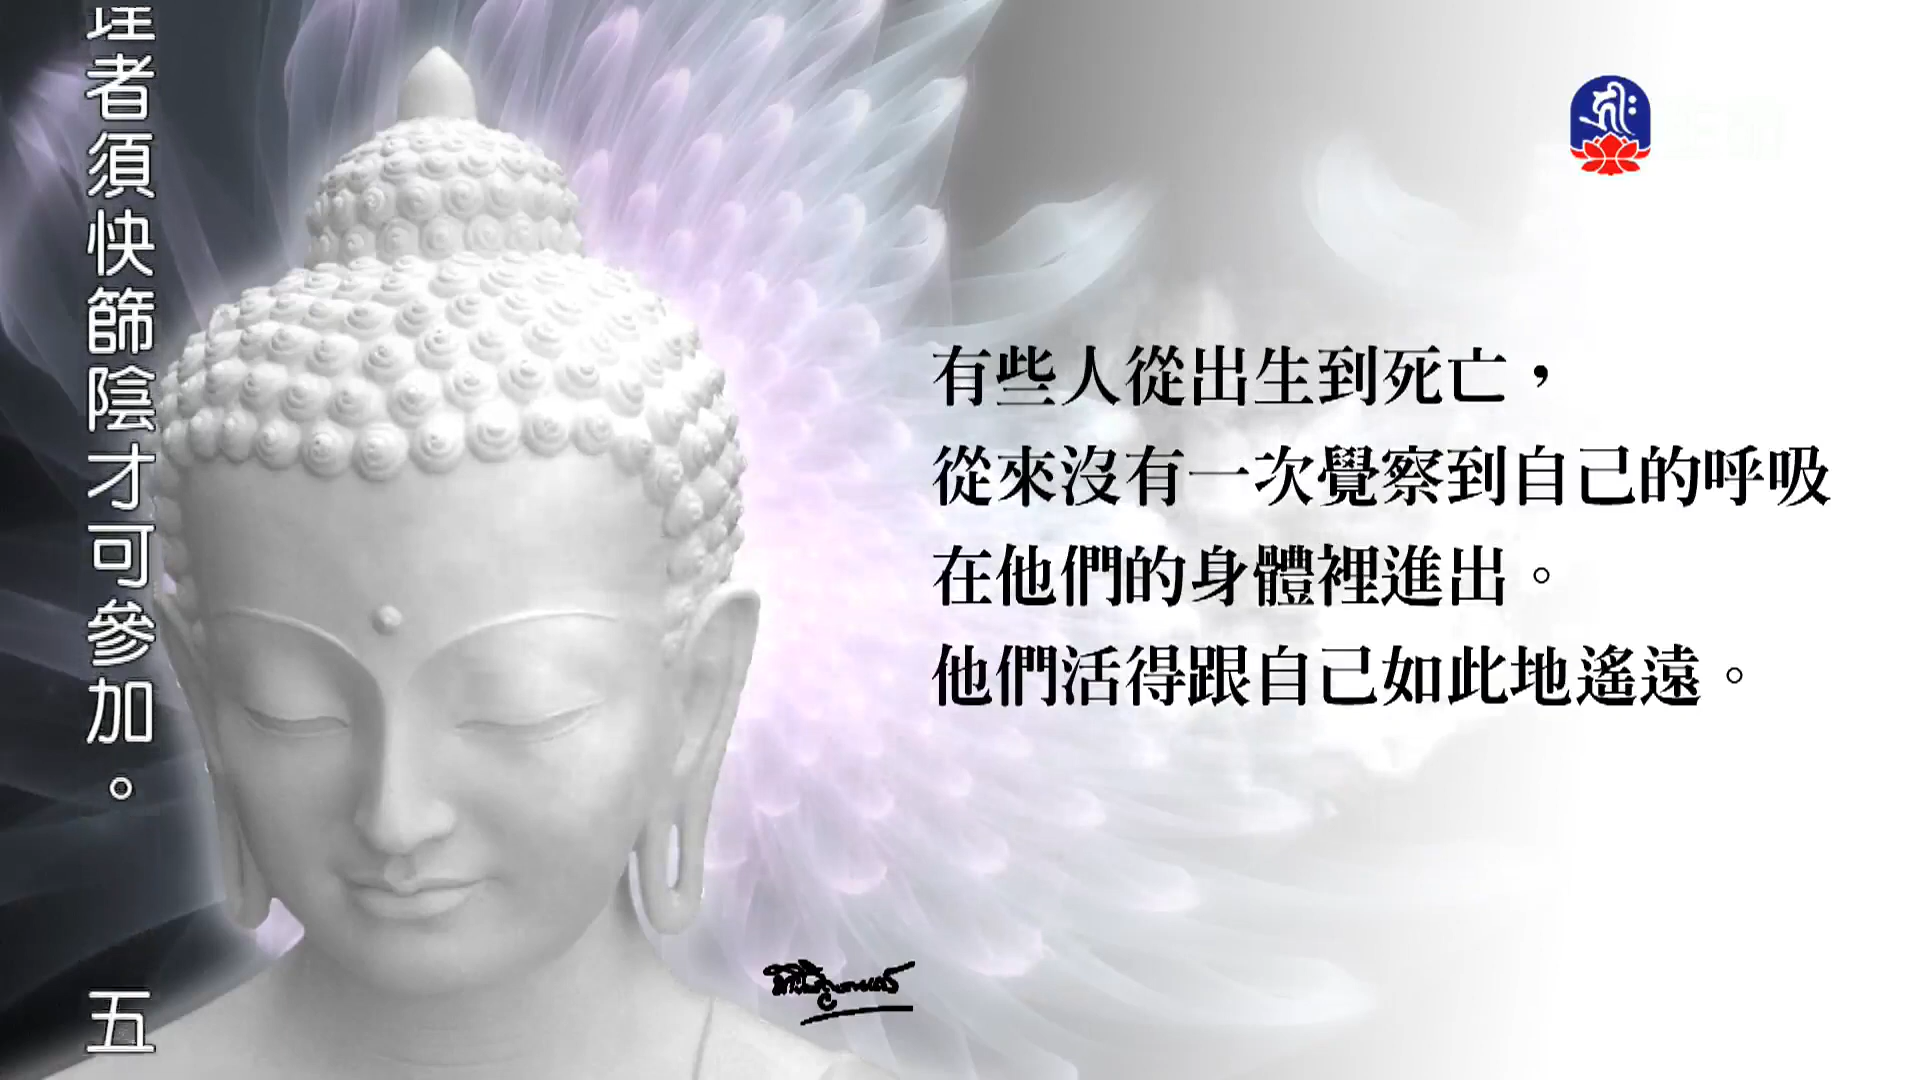 有些人從出生到死亡，
從來沒有一次覺察到自己的呼吸
在他們的身體裡進出。
他們活得跟自己如此地遙遠。
理者須快篩陰才可參加。 五